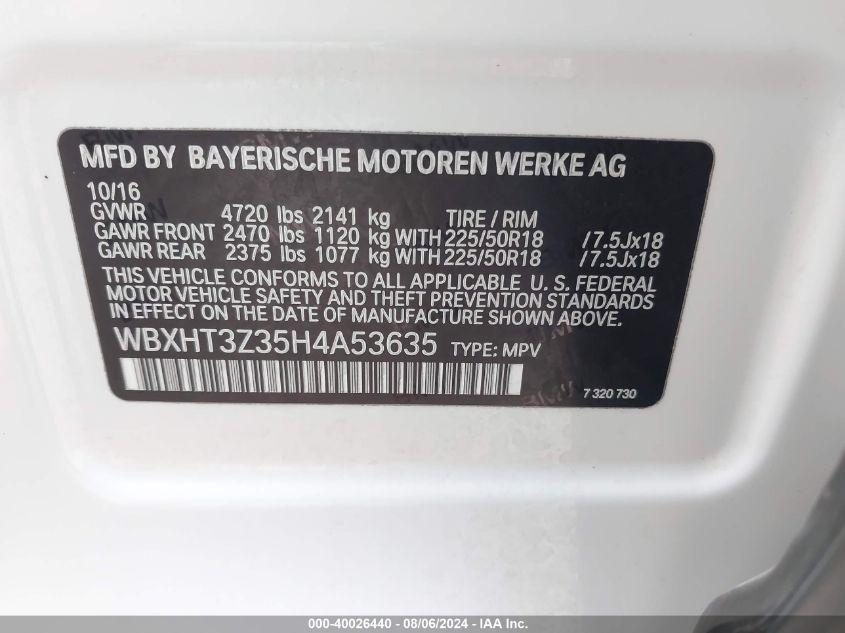 MFD BY BAYERISCHE MOTOREN WERKE AG
10/16
GVWR 4720 lbs 2141 kg TIRE / RIM
GAWR FRONT 2470 lbs 1120 kg WITH 225/50R18 /7.5Jx18
GAWR REAR 2375 lbs 1077 kg WITH 225/50R18 /7.5Jx18
THIS VEHICLE CONFORMS TO ALL APPLICABLE U. S. FEDERAL
MOTOR VEHICLE SAFETY AND THEFT PREVENTION STANDARDS
IN EFFECT ON THE DATE OF MANUFACTURE SHOWN ABOVE.
WBXHT3Z35H4A53635 TYPE: MPV
7 320 730
000-40026440 - 08/06/2024 - IAA Inc.